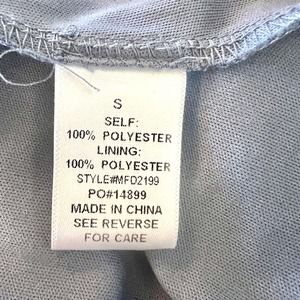 S
SELF:
100% POLYESTER
LINING:
100% POLYESTER
STYLE#MFD2199
PO#14899
MADE IN CHINA
SEE REVERSE
FOR CARE